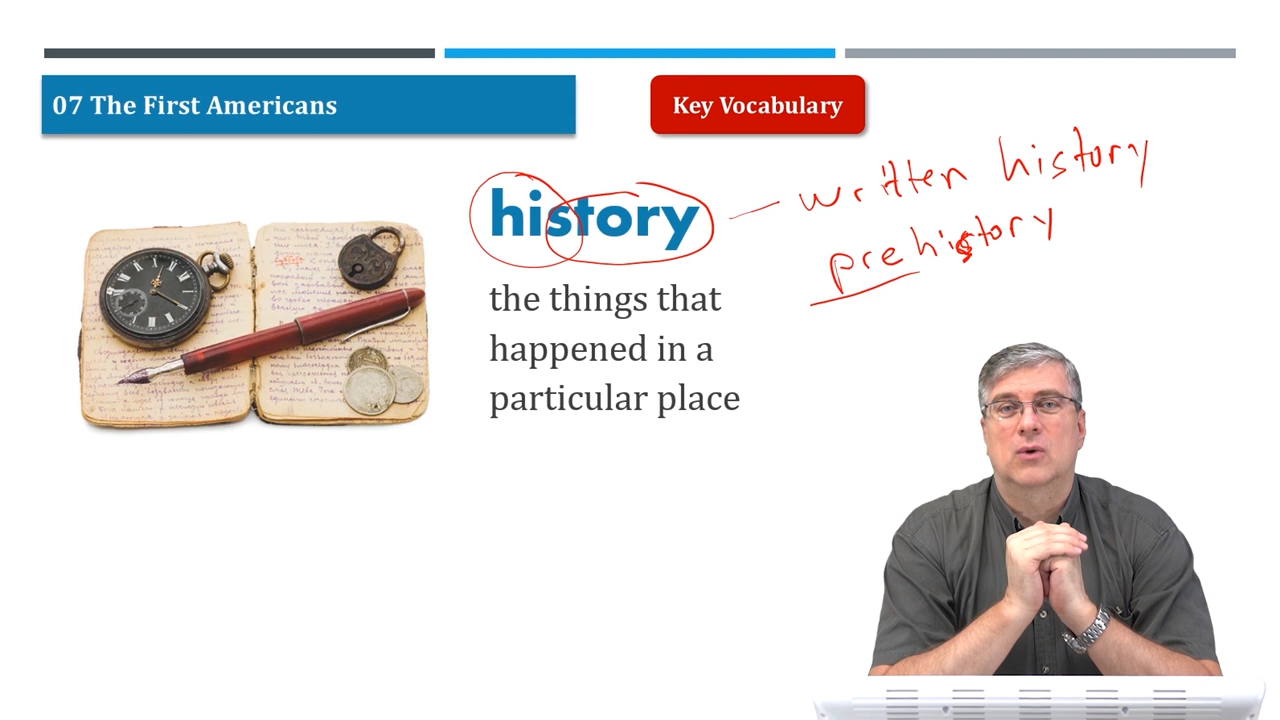 07 The First Americans
Key Vocabulary
history
written history
prehistory
the things that
happened in a
particular place